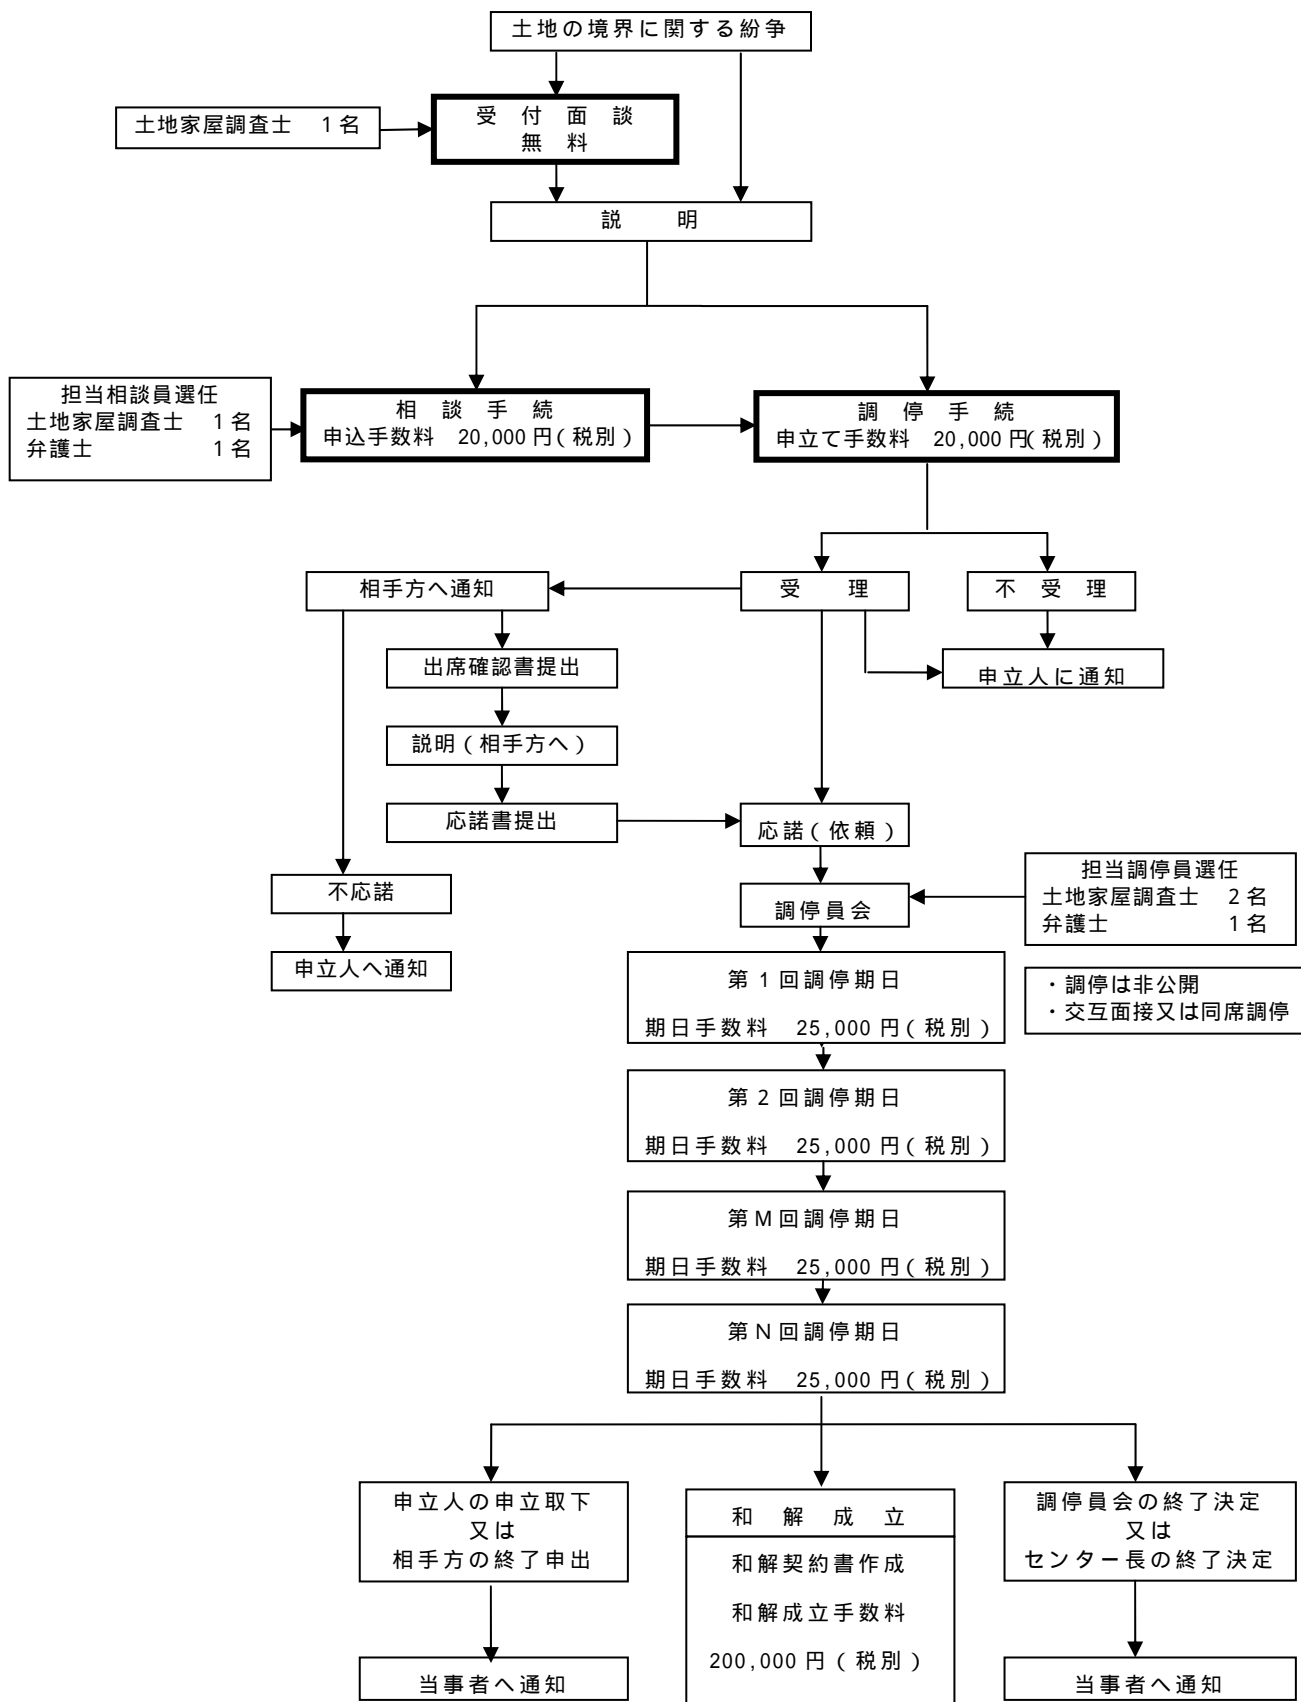 土地の境界に関する紛争
土地家屋調査士　1名
受　付　面　談
無　料
説　　明
担当相談員選任
土地家屋調査士　1名
弁護士　　　　　1名
相　談　手　続
申込手数料　20,000円（税別）
調　停　手　続
申立て手数料　20,000円（税別）
相手方へ通知
受　　理
不　受　理
出席確認書提出
申立人に通知
説明（相手方へ）
応諾書提出
応諾（依頼）
不応諾
調停員会
担当調停員選任
土地家屋調査士　2名
弁護士　　　　　1名
申立人へ通知
・調停は非公開
・交互面接又は同席調停
第1回調停期日
期日手数料　25,000円（税別）
第2回調停期日
期日手数料　25,000円（税別）
第M回調停期日
期日手数料　25,000円（税別）
第N回調停期日
期日手数料　25,000円（税別）
申立人の申立取下
又は
相手方の終了申出
和　解　成　立
和解契約書作成
和解成立手数料
200,000円（税別）
調停員会の終了決定
又は
センター長の終了決定
当事者へ通知
当事者へ通知